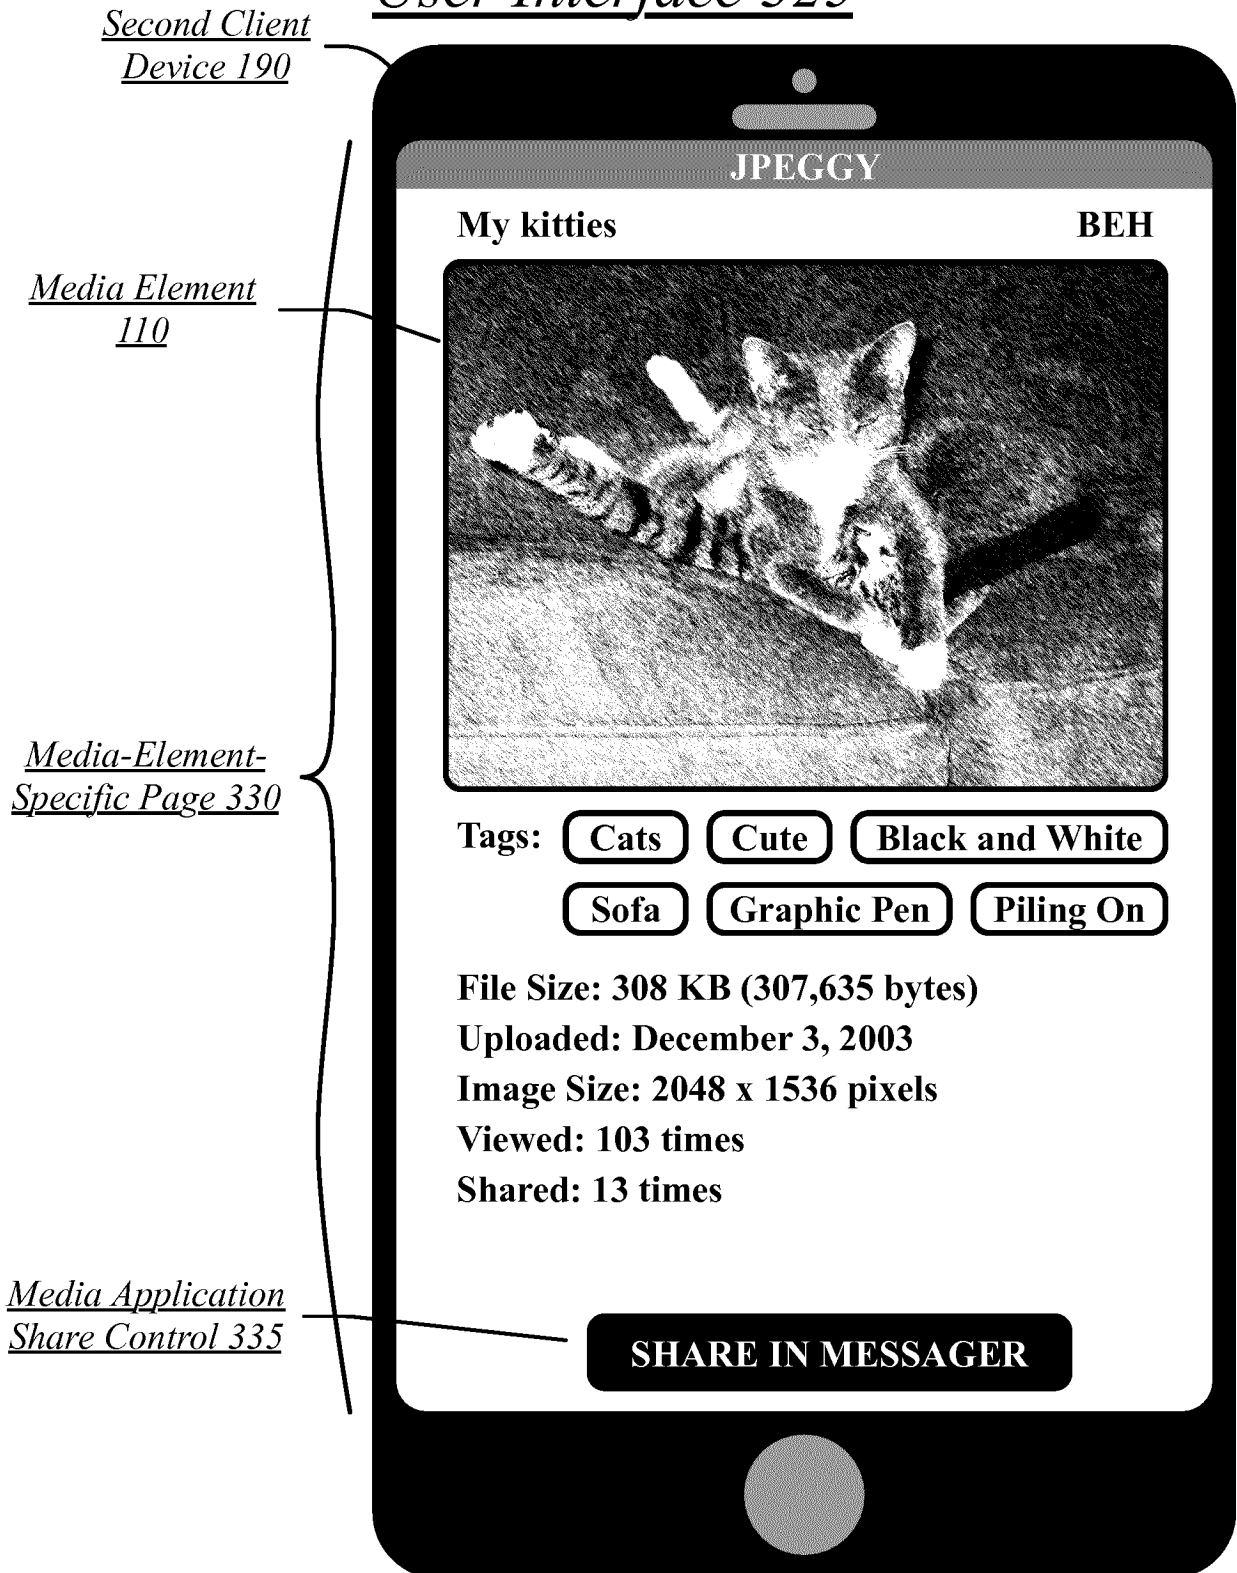 User Interface 325
Second Client
Device 190
JPEGGY
My kitties BEH
Media Element
110
Media-Element-
Specific Page 330
Tags: Cats Cute Black and White
Sofa Graphic Pen Piling On
File Size: 308 KB (307,635 bytes)
Uploaded: December 3, 2003
Image Size: 2048 x 1536 pixels
Viewed: 103 times
Shared: 13 times
Media Application
Share Control 335
SHARE IN MESSAGER